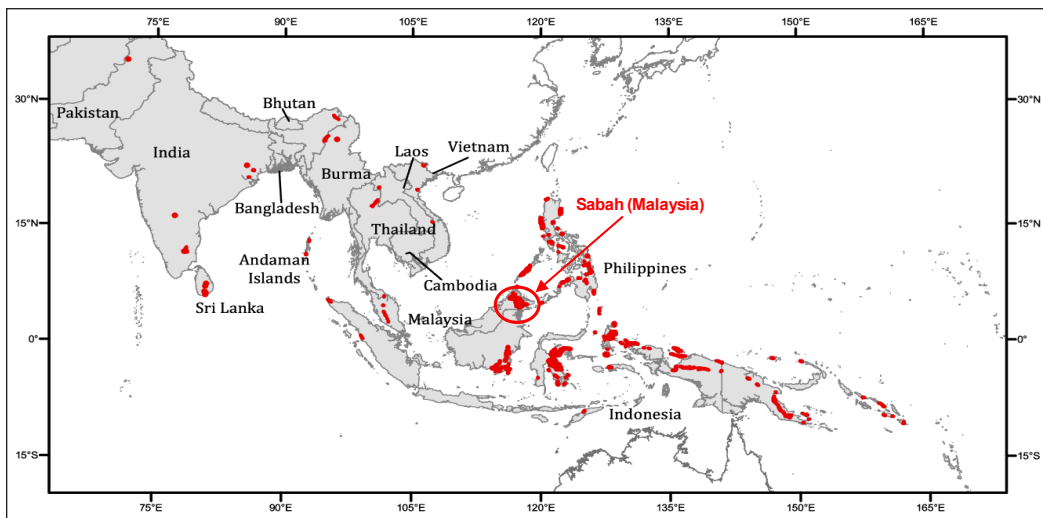 75°E 90°E 105°E 120°E 135°E 150°E 165°E
30°N 30°N
Bhutan
Pakistan
India
Laos
Vietnam
Burma
Bangladesh
Sabah (Malaysia)
15°N 15°N
Thailand
Andaman
Islands
Philippines
Cambodia
Sri Lanka
Malaysia
0° 0°
Indonesia
15°S 15°S
75°E 90°E 105°E 120°E 135°E 150°E 165°E